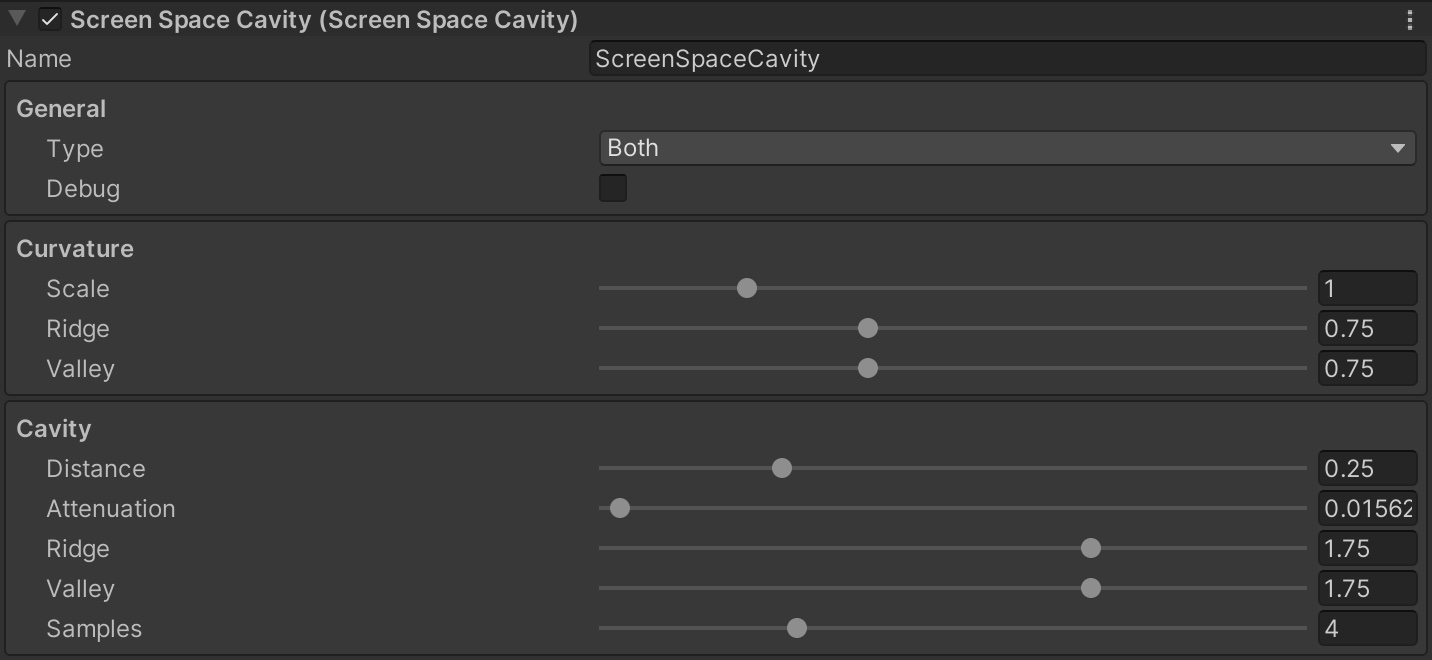 Screen Space Cavity (Screen Space Cavity)
Name ScreenSpaceCavity
General
Type Both
Debug
Curvature
Scale 1
Ridge 0.75
Valley 0.75
Cavity
Distance 0.25
Attenuation 0.01562
Ridge 1.75
Valley 1.75
Samples 4